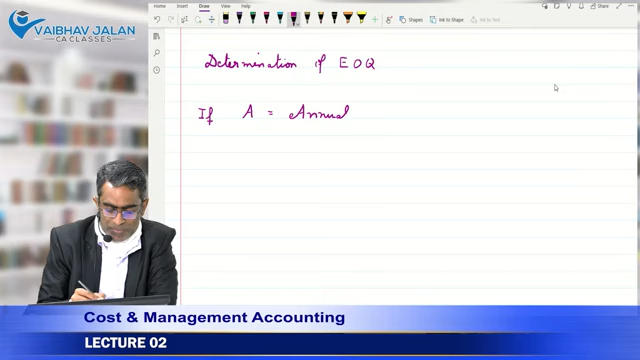 VAIBHAV JALAN
CA CLASSES
Home Insert Draw View Help
Shapes Ink to Shape Ink to Text
Determination of EOQ
If A = Annual
Cost & Management Accounting
LECTURE 02